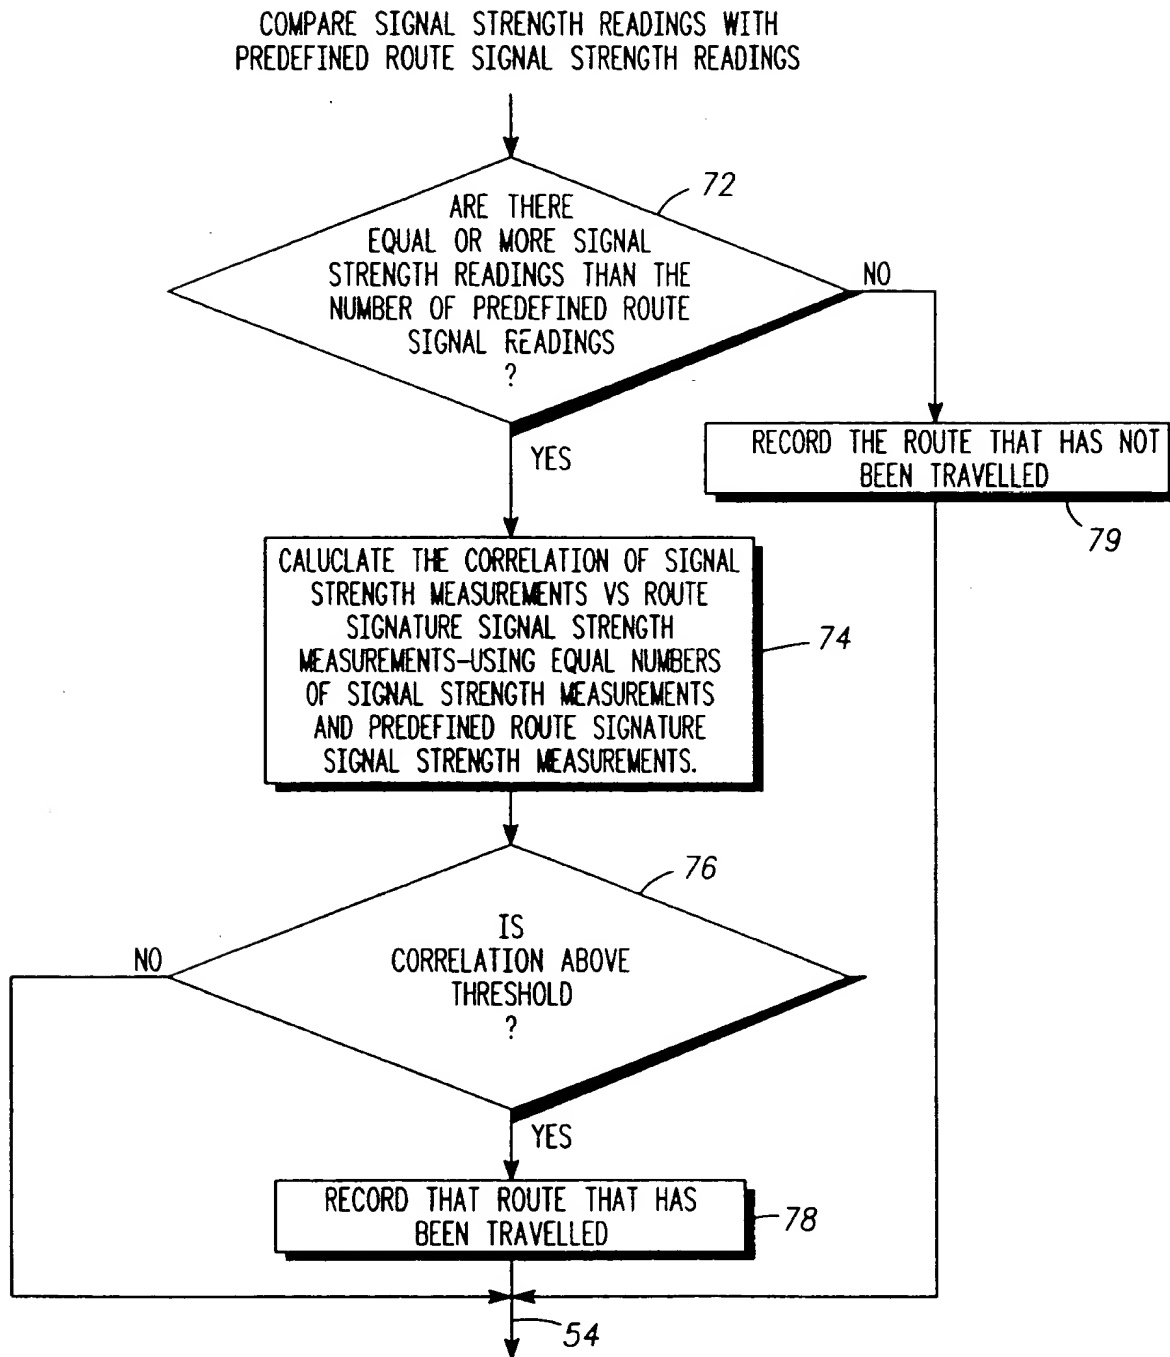 COMPARE SIGNAL STRENGTH READINGS WITH
PREDEFINED ROUTE SIGNAL STRENGTH READINGS
72
ARE THERE
EQUAL OR MORE SIGNAL
STRENGTH READINGS THAN THE
NUMBER OF PREDEFINED ROUTE
SIGNAL READINGS
?
NO
YES
RECORD THE ROUTE THAT HAS NOT
BEEN TRAVELLED
79
CALUCLATE THE CORRELATION OF SIGNAL
STRENGTH MEASUREMENTS VS ROUTE
SIGNATURE SIGNAL STRENGTH
MEASUREMENTS-USING EQUAL NUMBERS
OF SIGNAL STRENGTH MEASUREMENTS
AND PREDEFINED ROUTE SIGNATURE
SIGNAL STRENGTH MEASUREMENTS.
74
76
IS
CORRELATION ABOVE
THRESHOLD
?
NO
YES
RECORD THAT ROUTE THAT HAS
BEEN TRAVELLED
78
54